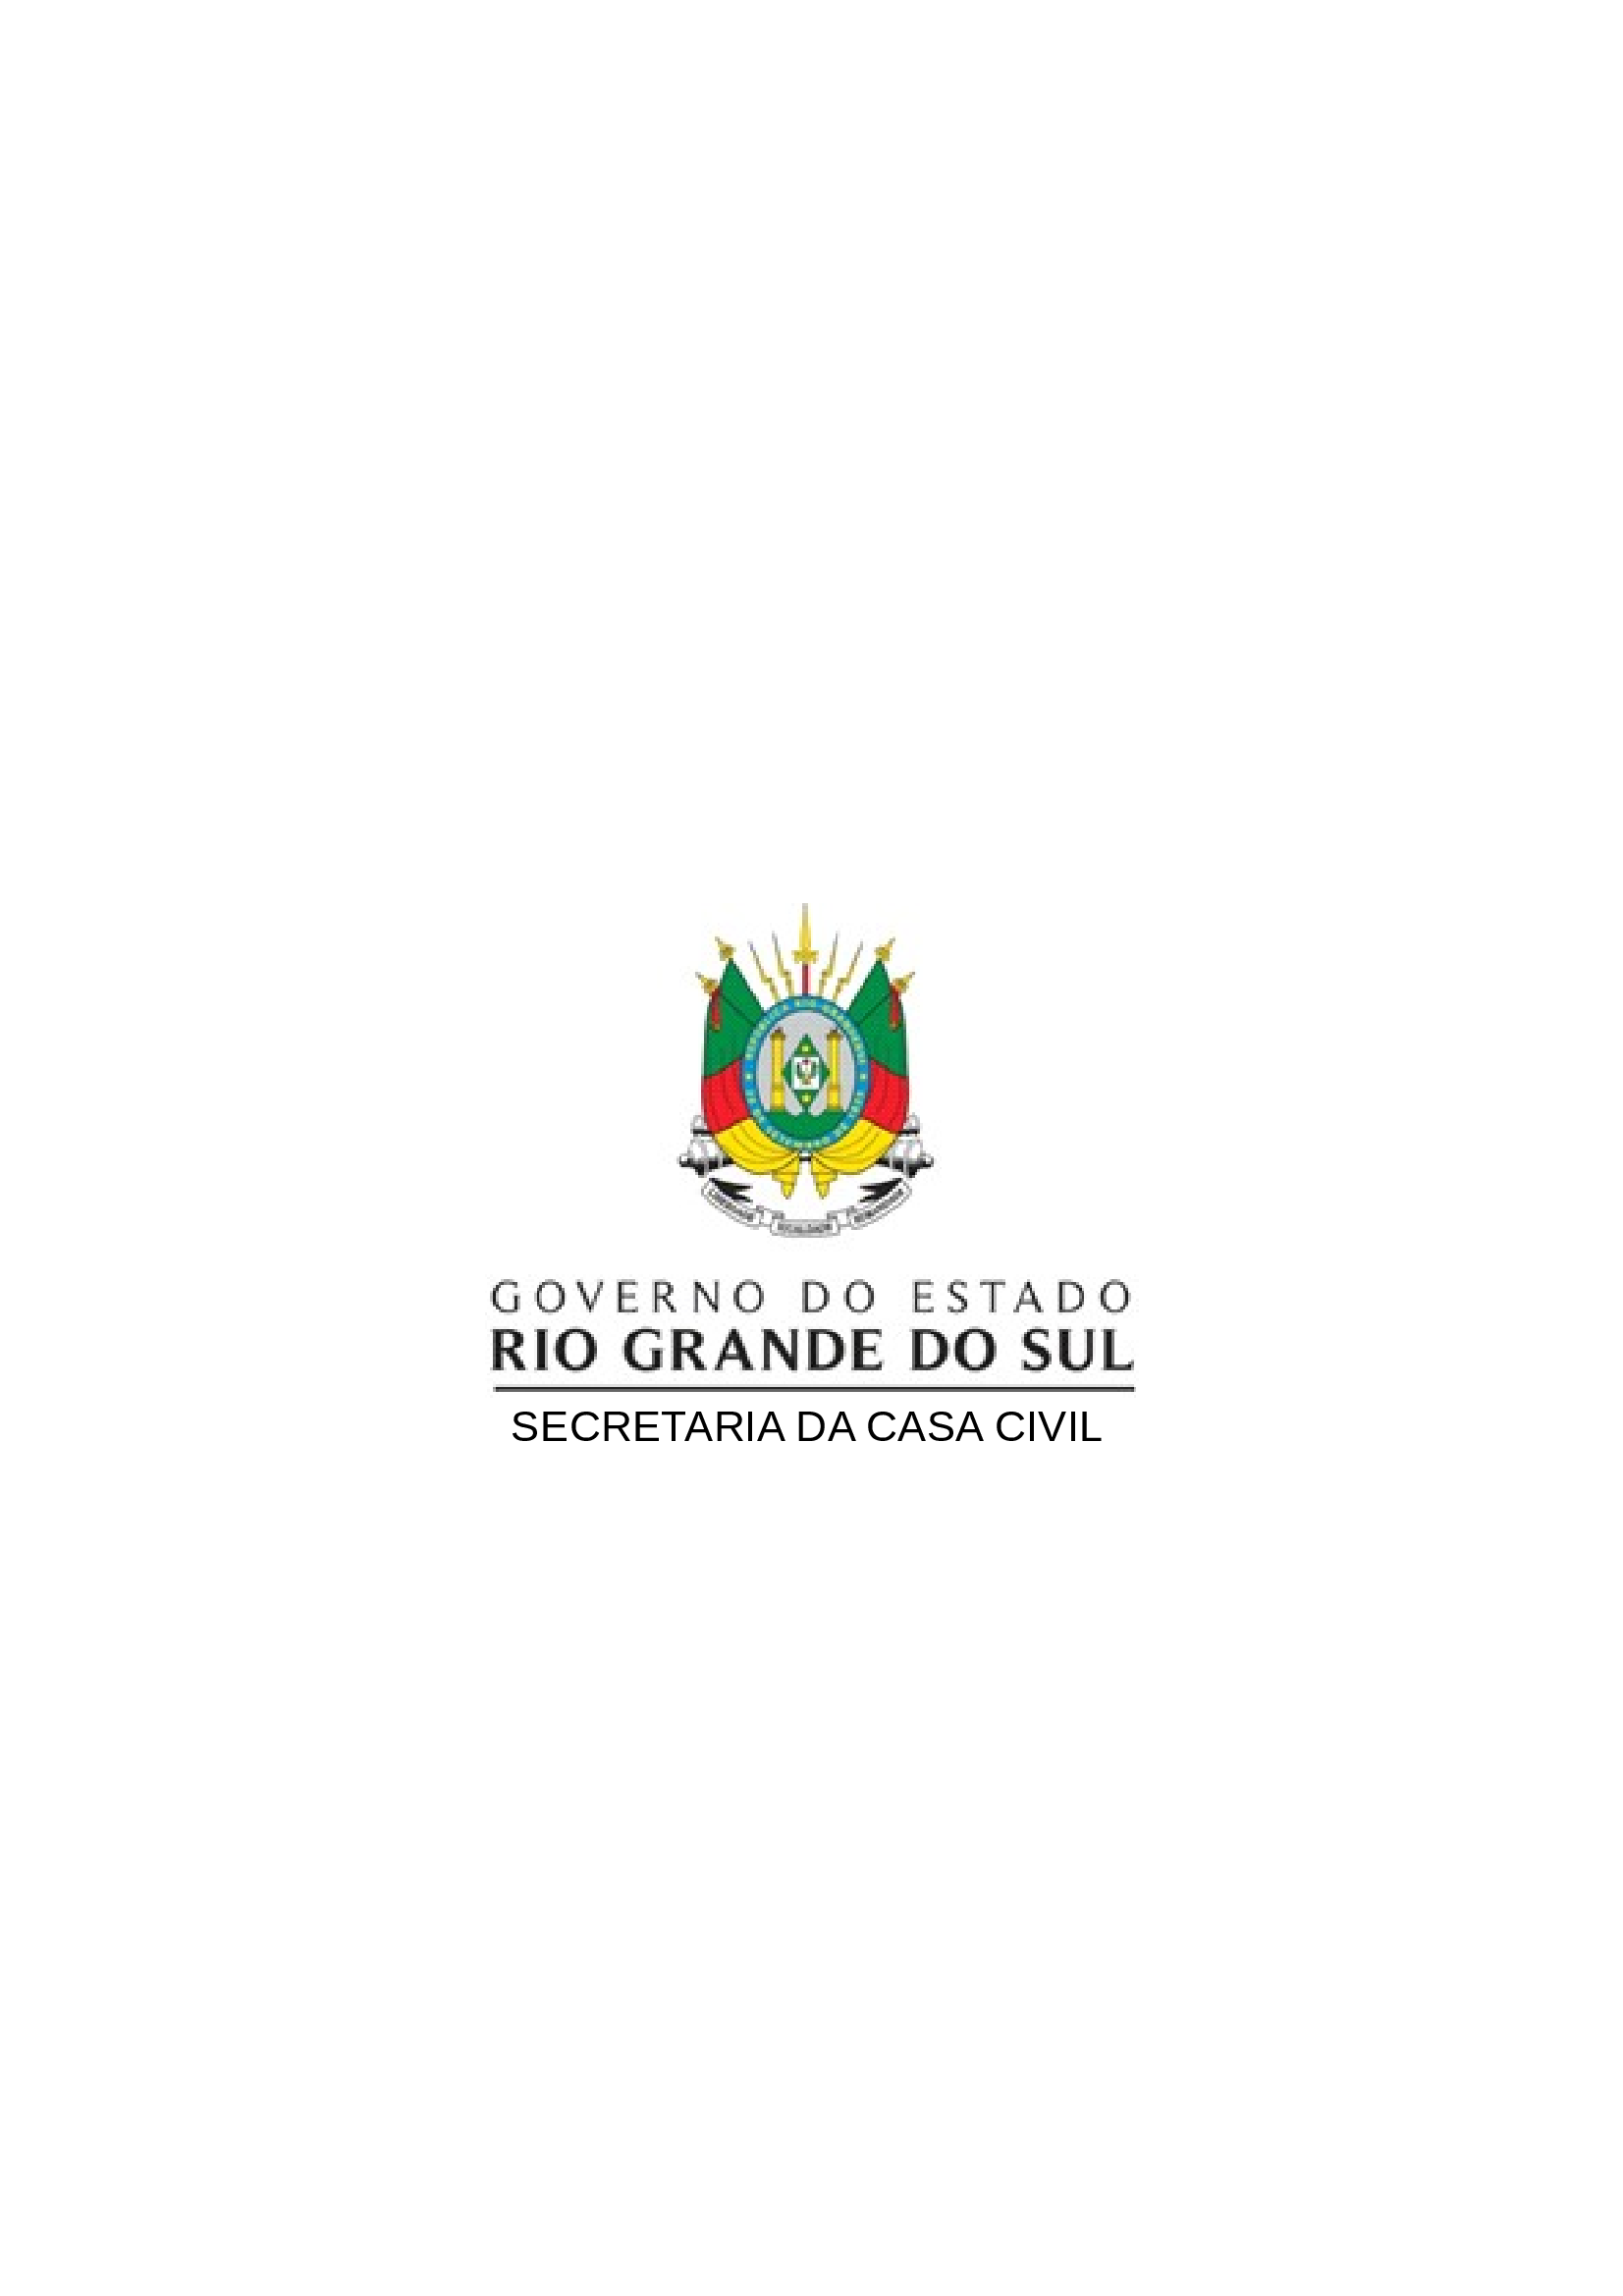 GOVERNO DO ESTADO
RIO GRANDE DO SUL
SECRETARIA DA CASA CIVIL